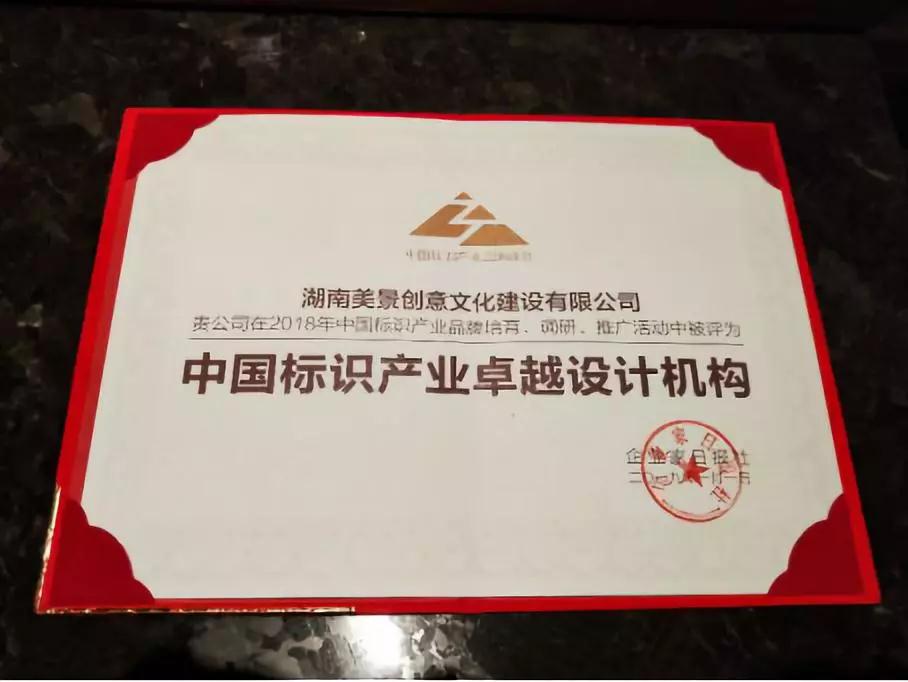 湖南美景创意文化建设有限公司
贵公司在2018年中国标识产业品牌培育、调研、推广活动中被评为
中国标识产业卓越设计机构
企业家日报社